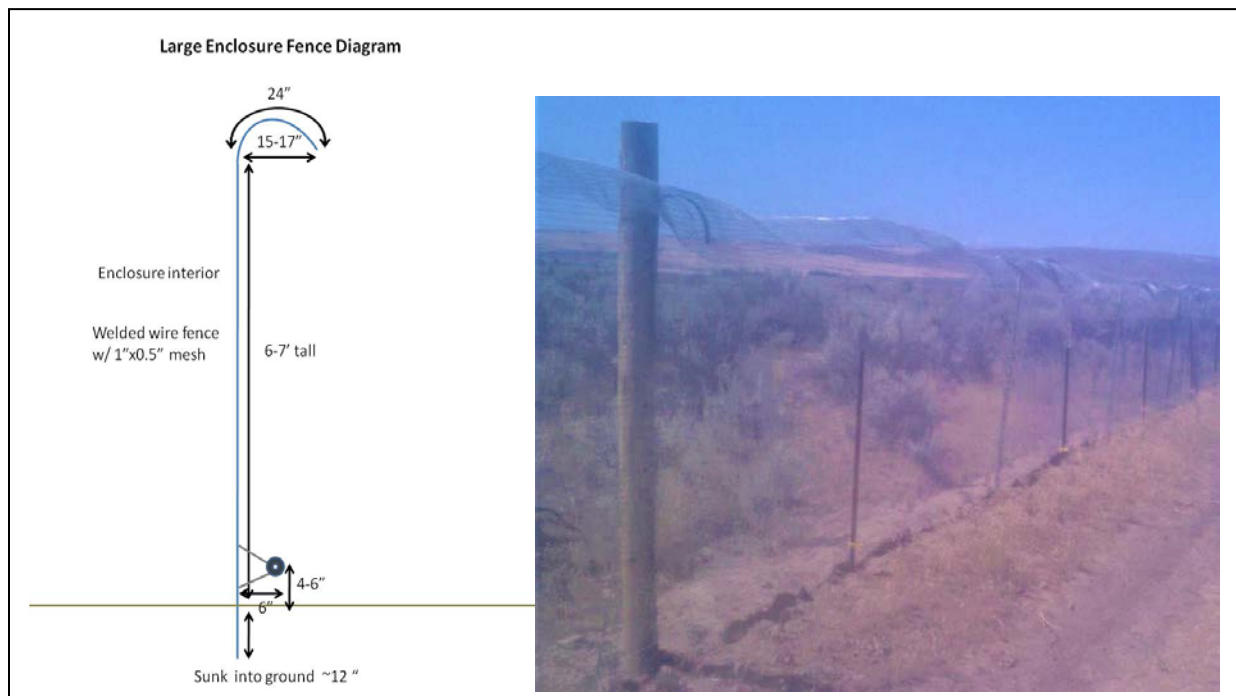 Large Enclosure Fence Diagram
24”
15-17”
Enclosure interior
Welded wire fence
w/ 1”x0.5” mesh
6-7’ tall
4-6”
6”
Sunk into ground ~12 “